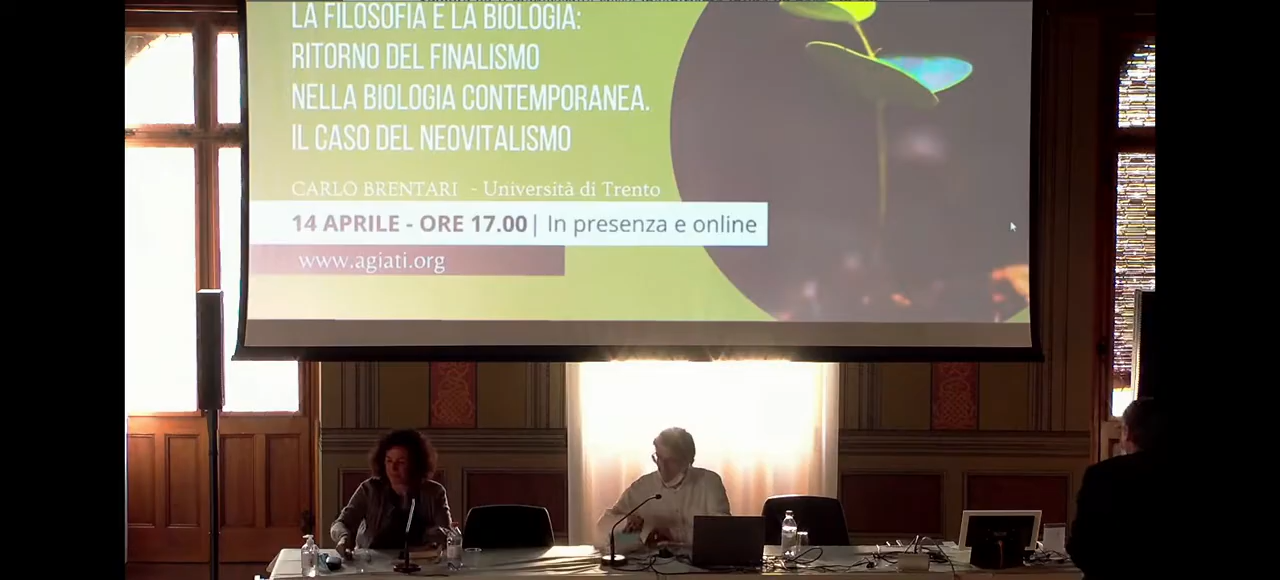 LA FILOSOFIA E LA BIOLOGIA:
RITORNO DEL FINALISMO
NELLA BIOLOGIA CONTEMPORANEA.
IL CASO DEL NEOVITALISMO
CARLO BRENTARI - Università di Trento
14 APRILE - ORE 17.00| In presenza e online
www.agiati.org